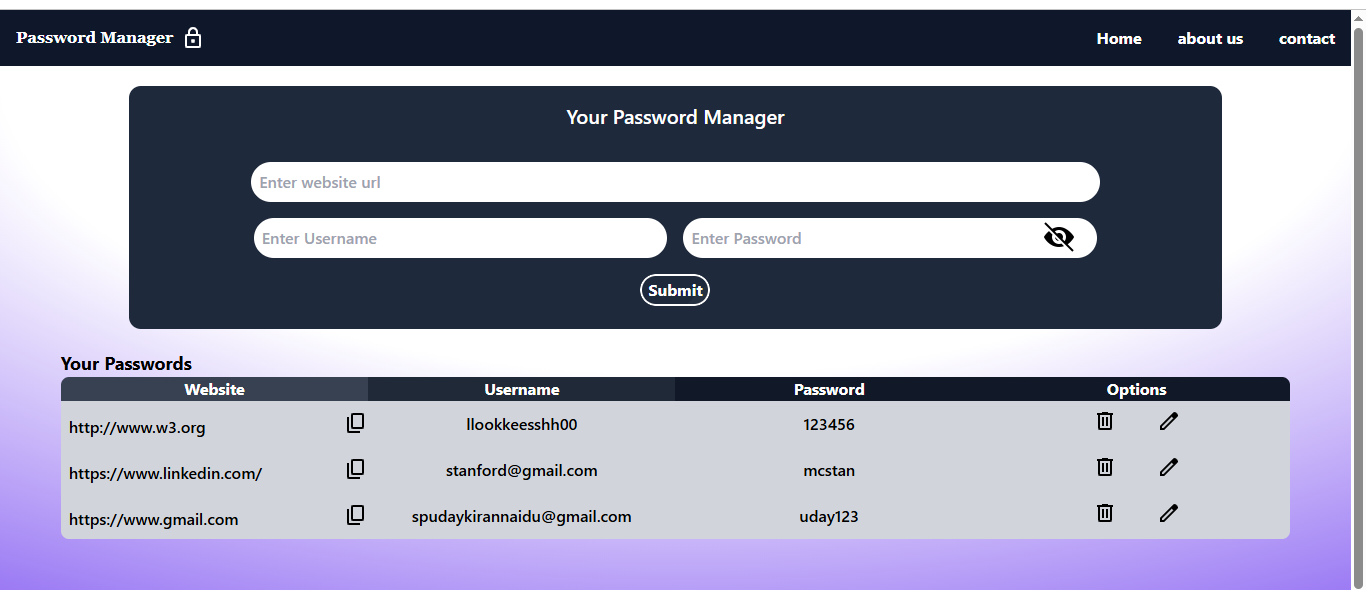 Password Manager Home about us contact
Your Password Manager
Enter website url
Enter Username Enter Password
Submit
Your Passwords
Website Username Password Options
http://www.w3.org llookkeesshh00 123456
https://www.linkedin.com/ stanford@gmail.com mcstan
https://www.gmail.com spudaykirannaidu@gmail.com uday123